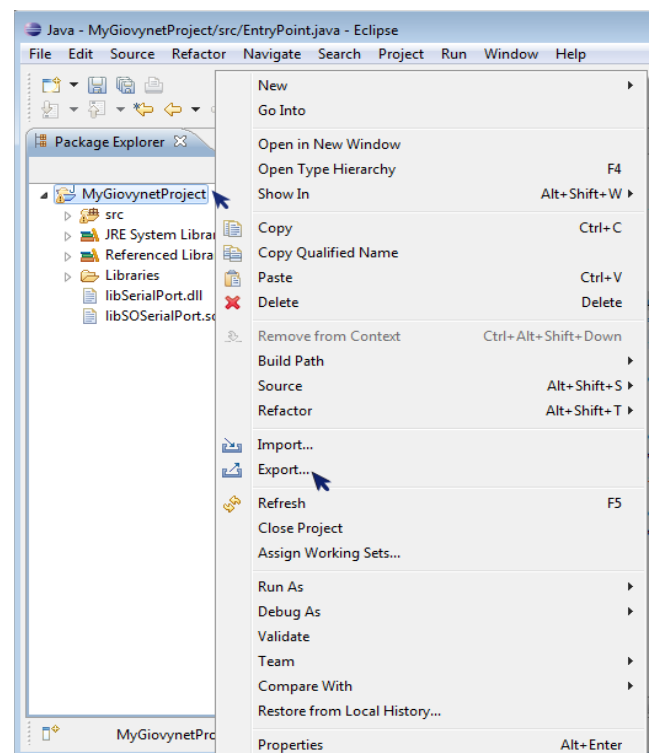 Java - MyGiovynetProject/src/EntryPoint.java - Eclipse
File Edit Source Refactor Navigate Search Project Run Window Help
Package Explorer
MyGiovynetProject
src
JRE System Librar
Referenced Libra
Libraries
libSerialPort.dll
libSOSerialPort.so
New
Go Into
Open in New Window
Open Type Hierarchy F4
Show In Alt+Shift+W
Copy Ctrl+C
Copy Qualified Name
Paste Ctrl+V
Delete Delete
Remove from Context Ctrl+Alt+Shift+Down
Build Path
Source Alt+Shift+S
Refactor Alt+Shift+T
Import...
Export...
Refresh F5
Close Project
Assign Working Sets...
Run As
Debug As
Validate
Team
Compare With
Restore from Local History...
Properties Alt+Enter
MyGiovynetPro